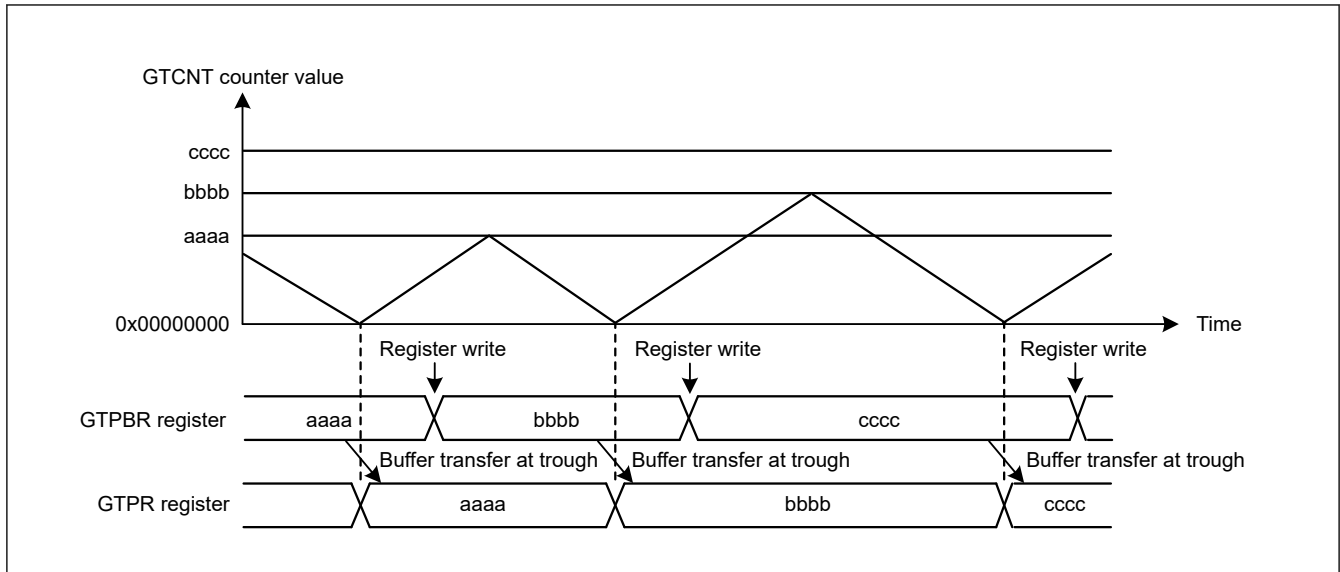 GTCNT counter value
cccc
bbbb
aaaa
0x00000000
Time
Register write
Register write
Register write
GTPBR register
aaaa
bbbb
cccc
Buffer transfer at trough
Buffer transfer at trough
Buffer transfer at trough
GTPR register
aaaa
bbbb
cccc